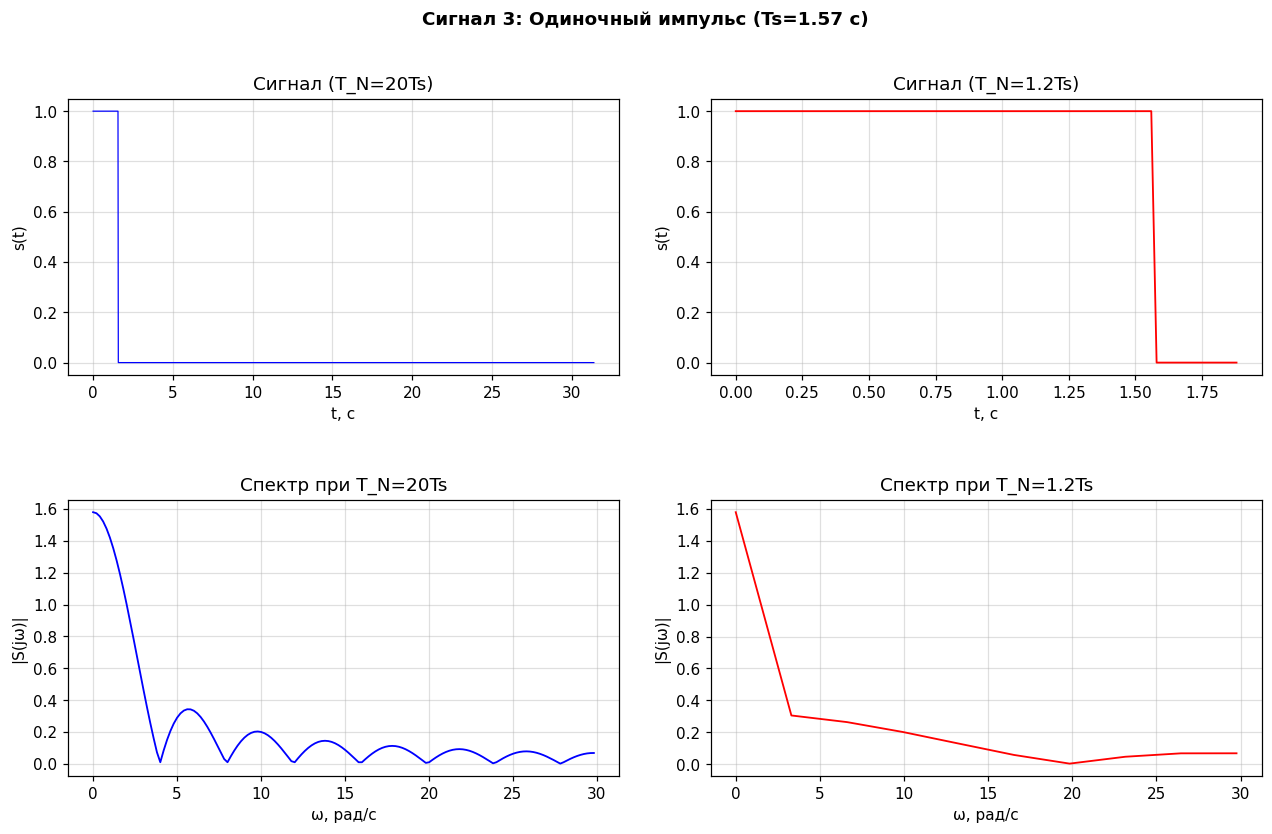 Сигнал 3: Одиночный импульс (Ts=1.57 с)
Сигнал (T_N=20Ts)
s(t)
1.0
0.8
0.6
0.4
0.2
0.0
0 5 10 15 20 25 30
t, с
Сигнал (T_N=1.2Ts)
s(t)
1.0
0.8
0.6
0.4
0.2
0.0
0.00 0.25 0.50 0.75 1.00 1.25 1.50 1.75
t, с
Спектр при T_N=20Ts
|S(jω)|
1.6
1.4
1.2
1.0
0.8
0.6
0.4
0.2
0.0
0 5 10 15 20 25 30
ω, рад/с
Спектр при T_N=1.2Ts
|S(jω)|
1.6
1.4
1.2
1.0
0.8
0.6
0.4
0.2
0.0
0 5 10 15 20 25 30
ω, рад/с